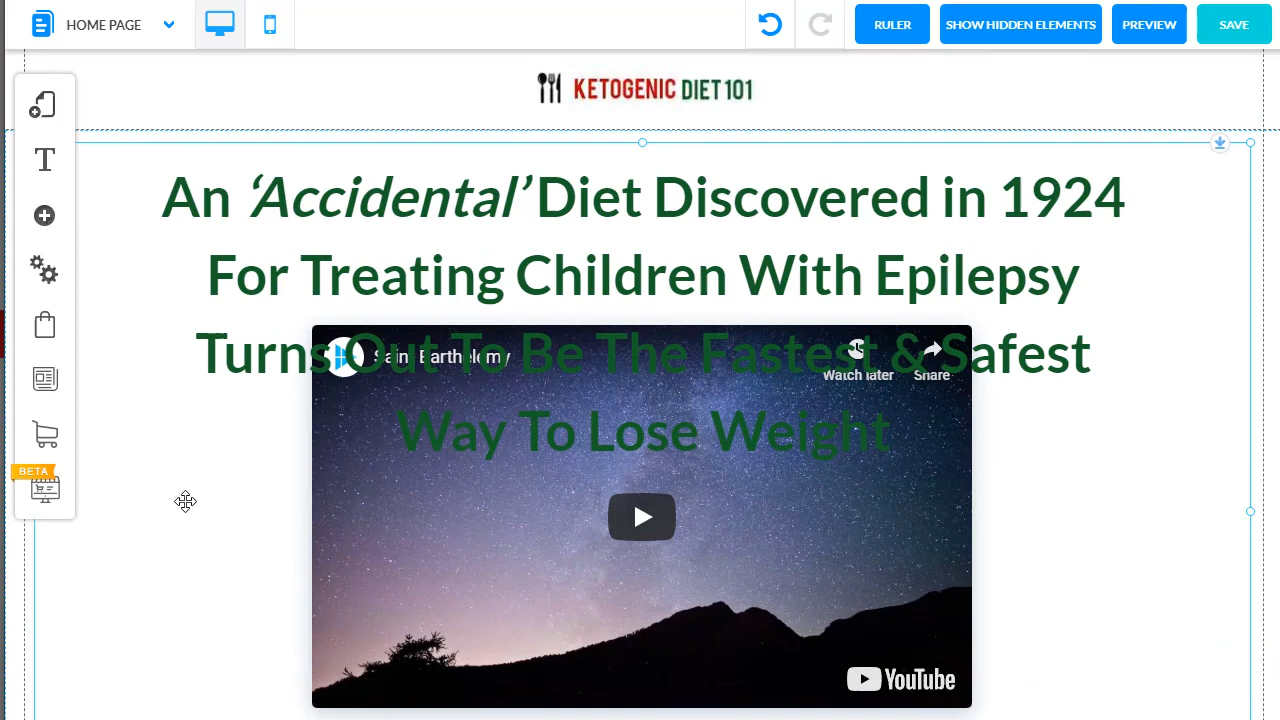 HOME PAGE
RULER
SHOW HIDDEN ELEMENTS
PREVIEW
SAVE
KETOGENIC DIET 101
An ‘Accidental’ Diet Discovered in 1924
For Treating Children With Epilepsy
Turns Out To Be The Fastest & Safest
Way To Lose Weight
Saint Barthélemy
Watch later
Share
BETA
YouTube